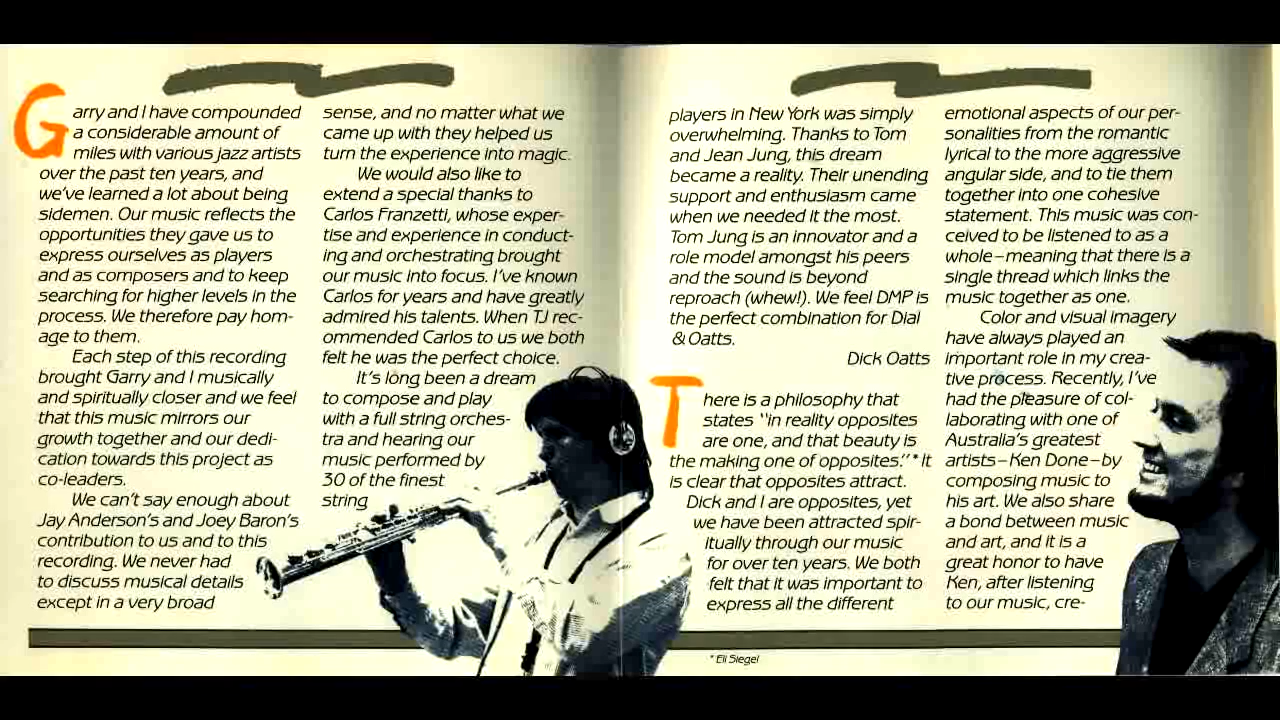 Garry and I have compounded
a considerable amount of
miles with various jazz artists
over the past ten years, and
we've learned a lot about being
sidemen. Our music reflects the
opportunities they gave us to
express ourselves as players
and as composers and to keep
searching for higher levels in the
process. We therefore pay hom-
age to them.
Each step of this recording
brought Garry and I musically
and spiritually closer and we feel
that this music mirrors our
growth together and our dedi-
cation towards this project as
co-leaders.
We can't say enough about
Jay Anderson's and Joey Baron's
contribution to us and to this
recording. We never had
to discuss musical details
except in a very broad
sense, and no matter what we
came up with they helped us
turn the experience into magic.
We would also like to
extend a special thanks to
Carlos Franzetti, whose exper-
tise and experience in conduct-
ing and orchestrating brought
our music into focus. I've known
Carlos for years and have greatly
admired his talents. When TJ rec-
ommended Carlos to us we both
felt he was the perfect choice.
It's long been a dream
to compose and play
with a full string orches-
tra and hearing our
music performed by
30 of the finest
string
players in New York was simply
overwhelming. Thanks to Tom
and Jean Jung, this dream
became a reality. Their unending
support and enthusiasm came
when we needed it the most.
Tom Jung is an innovator and a
role model amongst his peers
and the sound is beyond
reproach (whew!). We feel DMP is
the perfect combination for Dial
& Oatts.
Dick Oatts
There is a philosophy that
states "in reality opposites
are one, and that beauty is
the making one of opposites."* It
is clear that opposites attract.
Dick and I are opposites, yet
we have been attracted spir-
itually through our music
for over ten years. We both
felt that it was important to
express all the different
emotional aspects of our per-
sonalities from the romantic
lyrical to the more aggressive
angular side, and to tie them
together into one cohesive
statement. This music was con-
ceived to be listened to as a
whole–meaning that there is a
single thread which links the
music together as one.
Color and visual imagery
have always played an
important role in my crea-
tive process. Recently, I've
had the pleasure of col-
laborating with one of
Australia's greatest
artists–Ken Done–by
composing music to
his art. We also share
a bond between music
and art, and it is a
great honor to have
Ken, after listening
to our music, cre-
* Eli Siegel